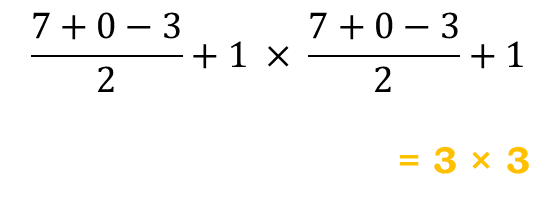 (7 + 0 − 3)/2 + 1 × (7 + 0 − 3)/2 + 1
= 3 × 3